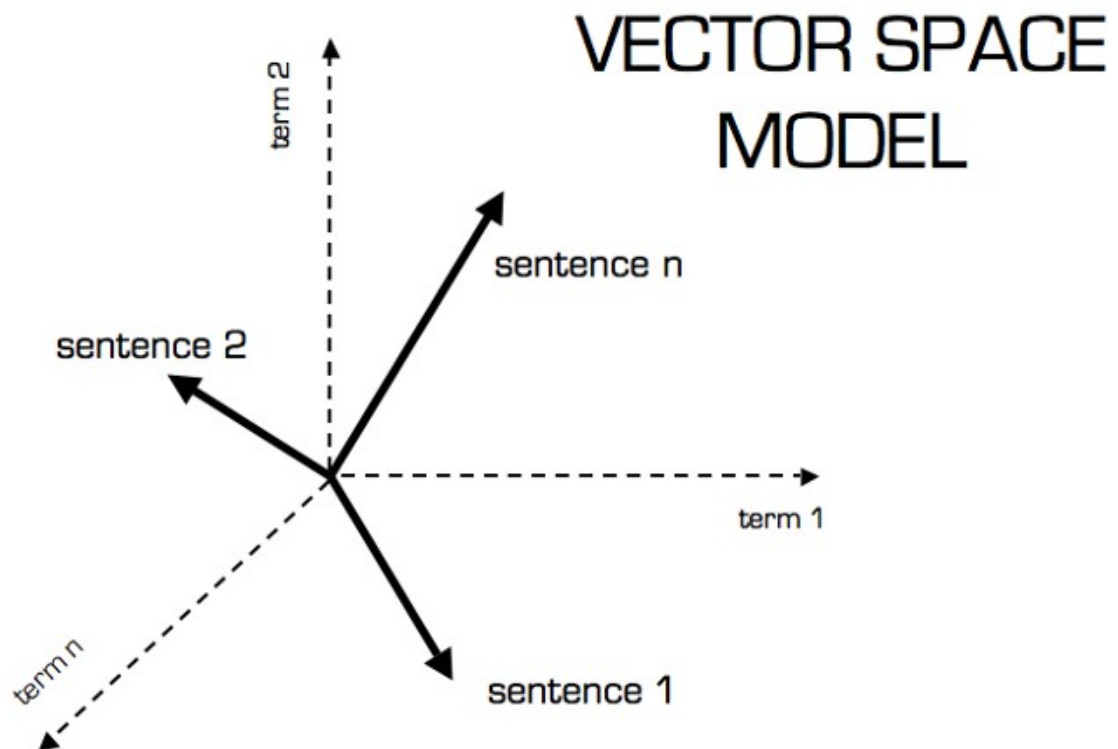 VECTOR SPACE
MODEL
term 2
sentence n
sentence 2
term 1
term n
sentence 1